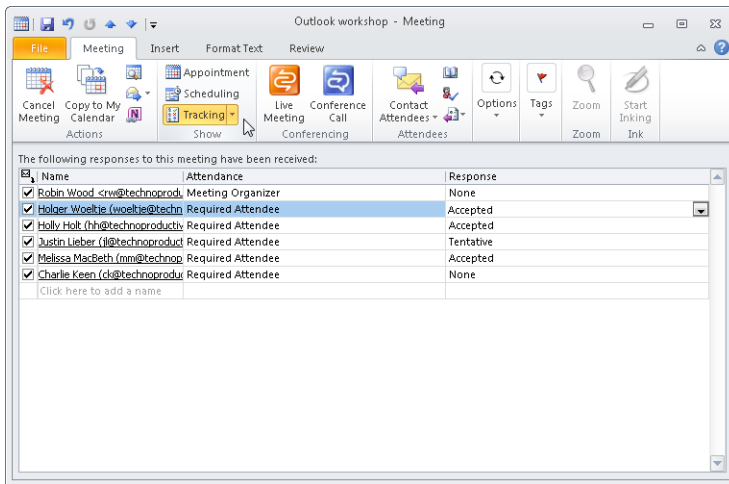 Outlook workshop - Meeting
File Meeting Insert Format Text Review
Cancel Meeting
Copy to My Calendar
Actions
Appointment
Scheduling
Tracking
Show
Live Meeting
Conference Call
Conferencing
Contact Attendees
Attendees
Options
Tags
Zoom
Zoom
Start Inking
Ink
The following responses to this meeting have been received:
Name Attendance Response
Robin Wood <rw@technoprodu Meeting Organizer None
Holger Woeltje (woeltje@techn Required Attendee Accepted
Holly Holt (hh@technoproductiv Required Attendee Accepted
Justin Lieber (jl@technoproduct Required Attendee Tentative
Melissa MacBeth (mm@technop Required Attendee Accepted
Charlie Keen (ck@technoproduc Required Attendee None
Click here to add a name